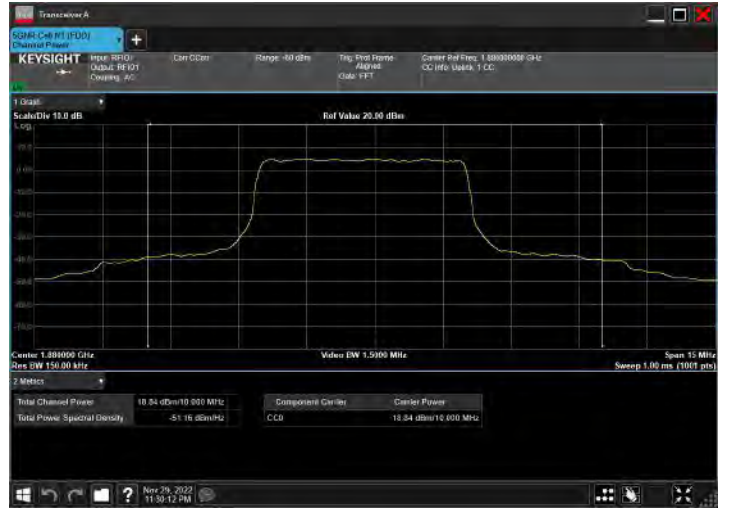 Transceiver A
5GNR-Cell N1 (FDD)
Channel Power
KEYSIGHT
Input: RFIO1
Output: RFIO1
Coupling: AC
Corr CCorr
Range: -60 dBm
Trig: Prot Frame
Aligned
Gate: FFT
Center Ref Freq: 1.800000000 GHz
CC Info: Uplink, 1 CC
1 Graph
Scale/Div 10.0 dB
Ref Value 20.00 dBm
Log
Center 1.800000 GHz
Res BW 150.00 kHz
Video BW 1.5000 MHz
Span 15 MHz
Sweep 1.00 ms (1001 pts)
2 Metrics
Total Channel Power 18.84 dBm/10.000 MHz
Total Power Spectral Density -51.16 dBm/Hz
Component Carrier Carrier Power
CC0 18.84 dBm/10.000 MHz
Nov 29, 2022
11:30:12 PM